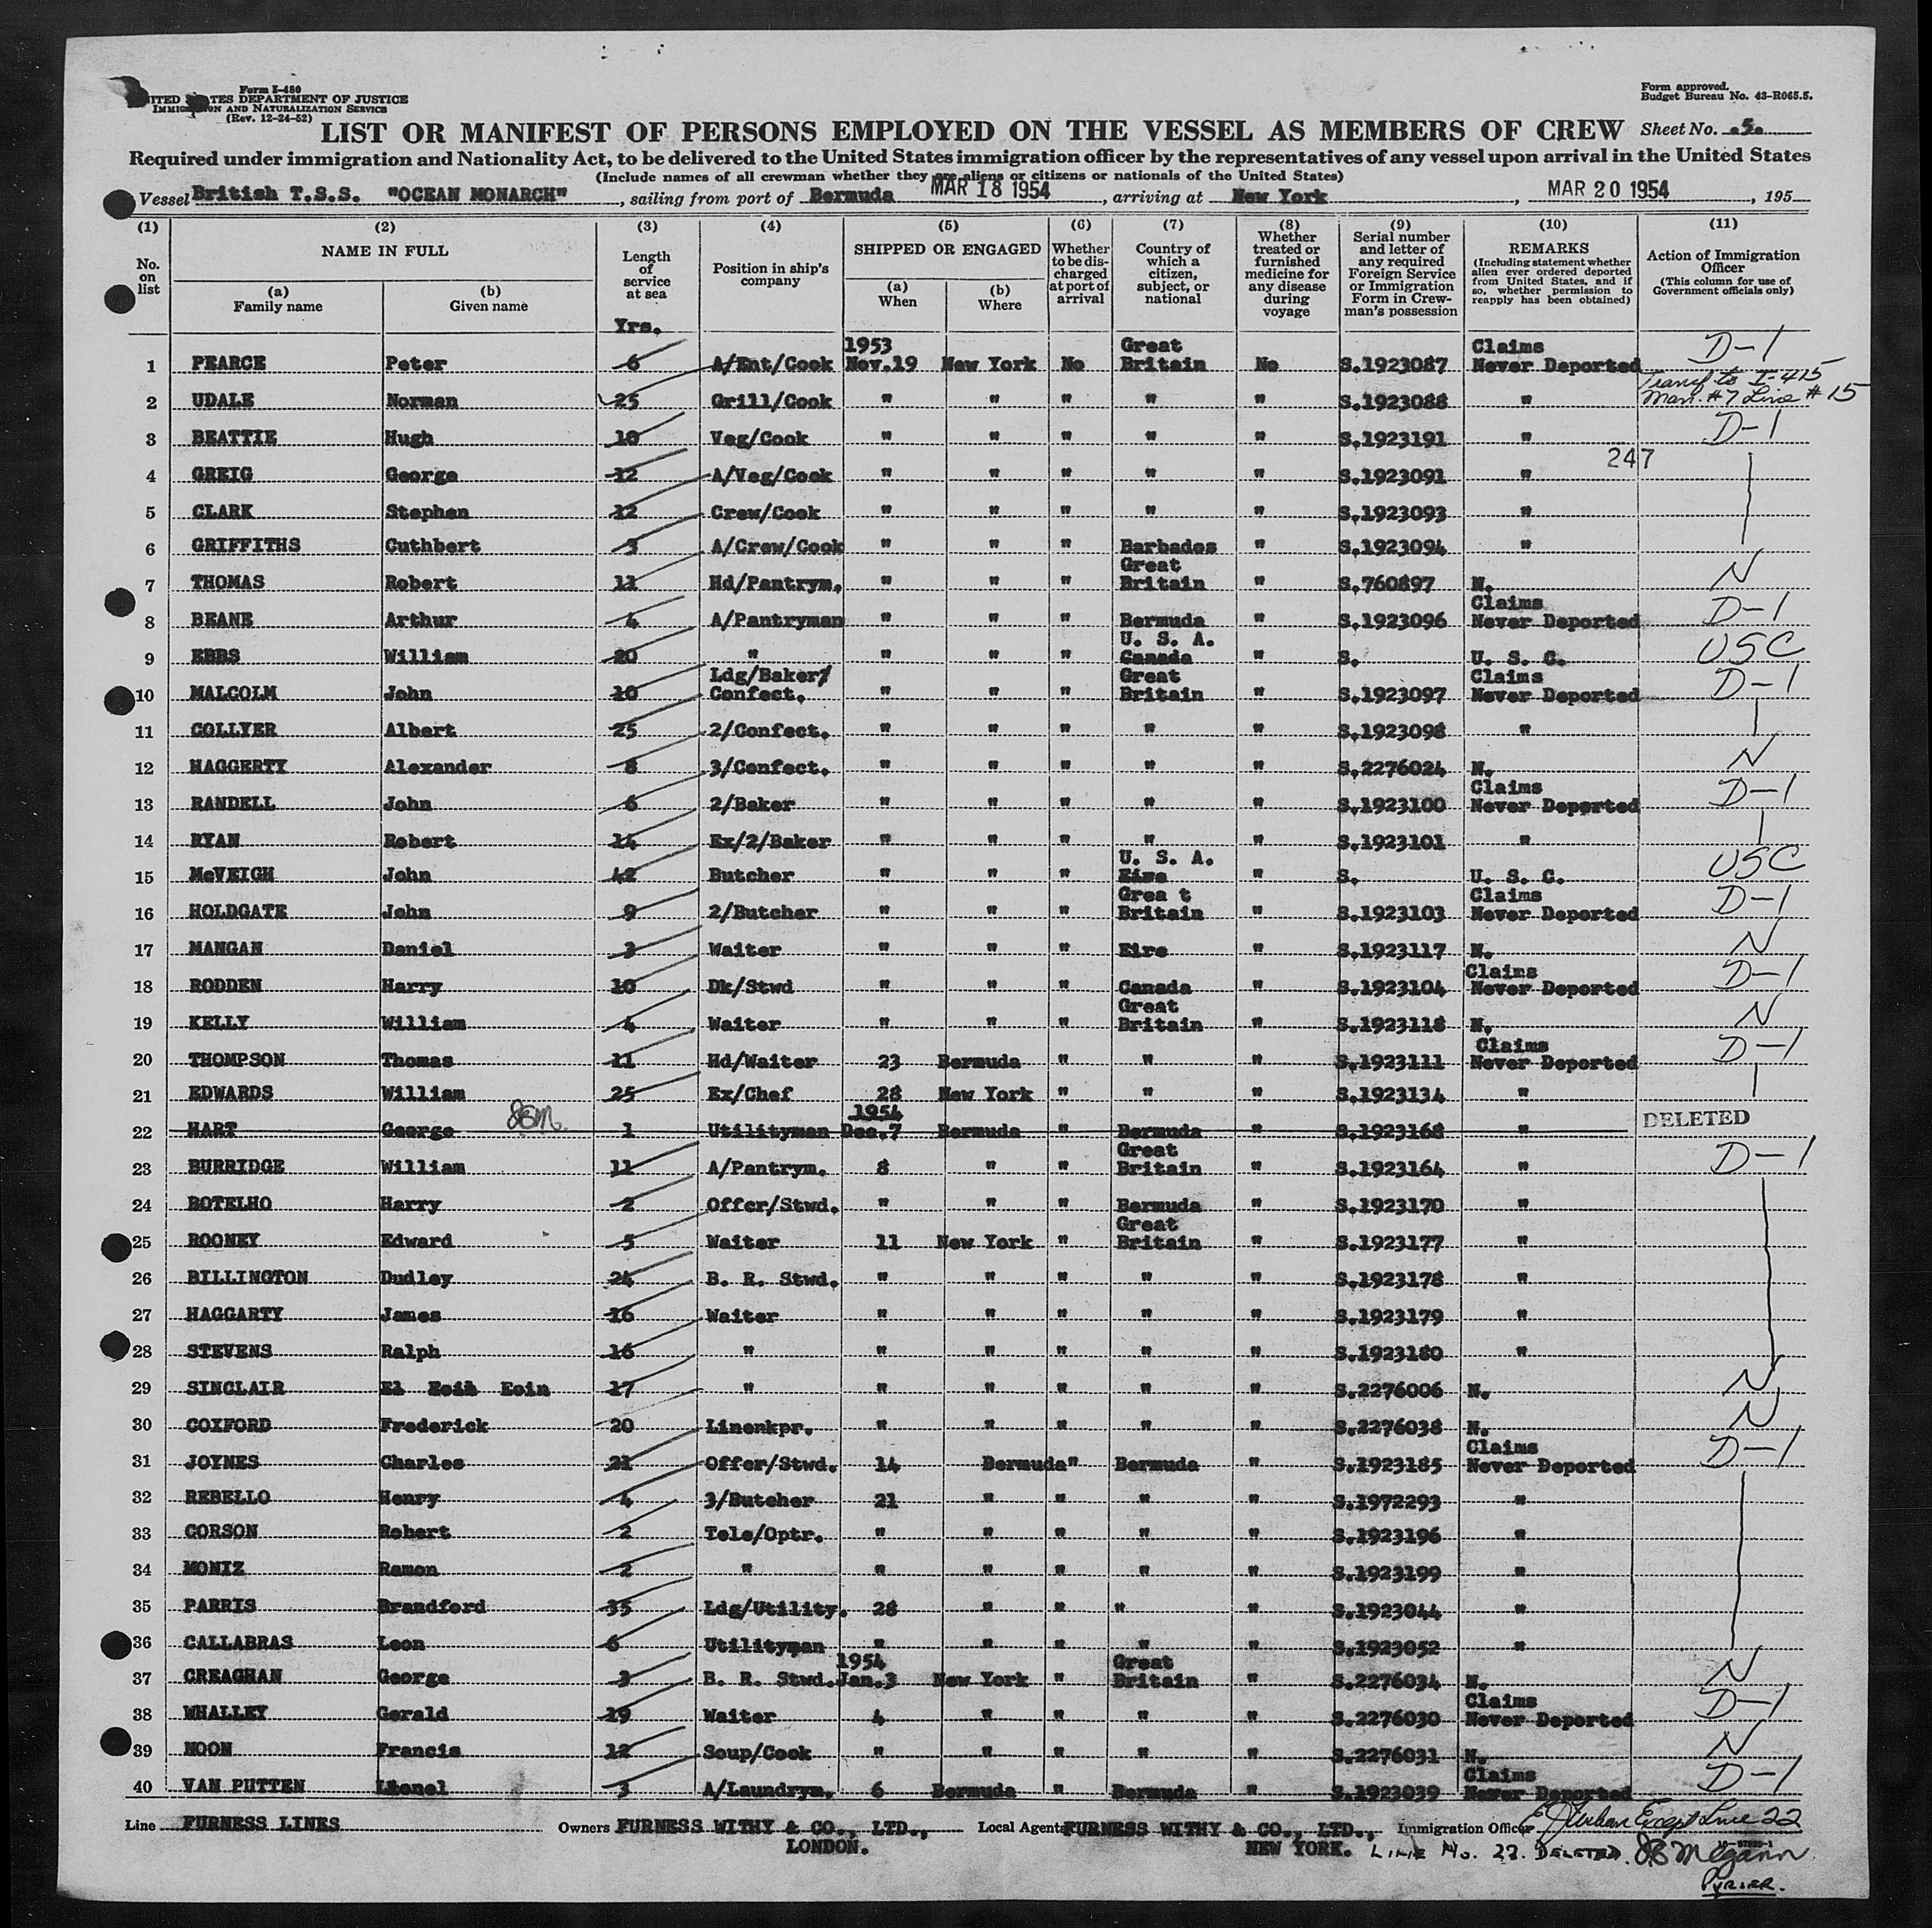 Form I-480
UNITED STATES DEPARTMENT OF JUSTICE
IMMIGRATION AND NATURALIZATION SERVICE
(Rev. 12-24-52)
Form approved.
Budget Bureau No. 43-R065.5.
LIST OR MANIFEST OF PERSONS EMPLOYED ON THE VESSEL AS MEMBERS OF CREW Sheet No. .5.
Required under immigration and Nationality Act, to be delivered to the United States immigration officer by the representatives of any vessel upon arrival in the United States
(Include names of all crewman whether they are aliens or citizens or nationals of the United States)
Vessel British T.S.S. "OCEAN MONARCH", sailing from port of Bermuda MAR 18 1954, arriving at New York, MAR 20 1954, 195
(1) (2) (3) (4) (5) (6) (7) (8) (9) (10) (11)
No. on list
NAME IN FULL
(a) Family name
(b) Given name
Length of service at sea
Yrs.
Position in ship's company
SHIPPED OR ENGAGED
(a) When
(b) Where
Whether to be discharged at port of arrival
Country of which a citizen, subject, or national
Whether treated or furnished medicine for any disease during voyage
Serial number and letter of any required Foreign Service or Immigration Form in Crewman's possession
REMARKS
(Including statement whether alien ever ordered deported from United States, and if so, whether permission to reapply has been obtained)
Action of Immigration Officer
(This column for use of Government officials only)
1 PEARCE Peter 6 A/Ent/Cook 1953 Nov.19 New York No Great Britain No S.1923087 Claims Never Deported D-1
2 UDALE Norman 25 Grill/Cook " " " " " S.1923088 " Transf to I-415 Man. #7 Line #15
3 BEATTIE Hugh 10 Veg/Cook " " " " " S.1923191 " D-1
247
4 GREIG George 12 A/Veg/Cook " " " " " S.1923091 "
5 CLARK Stephen 12 Crew/Cook " " " " " S.1923093 "
6 GRIFFITHS Cuthbert 3 A/Crew/Cook " " " Barbados " S.1923094 "
7 THOMAS Robert 11 Hd/Pantrym. " " " Great Britain " S.760897 N. N
8 BEANE Arthur 4 A/Pantryman " " " Bermuda " S.1923096 Claims Never Deported D-1
9 EBBS William 20 " " " " U. S. A. Canada " S. U. S. C. USC
10 MALCOLM John 10 Ldg/Baker/ Confect. " " " Great Britain " S.1923097 Claims Never Deported D-1
11 COLLYER Albert 25 2/Confect. " " " " " S.1923098 "
12 HAGGERTY Alexander 8 3/Confect. " " " " " S.2276024 N. N
13 RANDELL John 6 2/Baker " " " " " S.1923100 Claims Never Deported D-1
14 RYAN Robert 14 Ex/2/Baker " " " " " S.1923101 "
15 McVEIGH John 42 Butcher " " " U. S. A. Eire " S. U. S. C. USC
16 HOLDGATE John 9 2/Butcher " " " Grea t Britain " S.1923103 Claims Never Deported D-1
17 MANGAN Daniel 3 Waiter " " " Eire " S.1923117 N. N
18 RODDEN Harry 10 Dk/Stwd " " " Canada " S.1923104 Claims Never Deported D-1
19 KELLY William 4 Waiter " " " Great Britain " S.1923118 N. N
20 THOMPSON Thomas 11 Hd/Waiter 23 Bermuda " " " S.1923111 Claims Never Deported D-1
21 EDWARDS William 25 Ex/Chef 28 New York " " " S.1923134 "
22 HART George JBM 1 Utilityman 1954 Dec.7 Bermuda " Bermuda " S.1923168 " DELETED
23 BURRIDGE William 11 A/Pantrym. 8 " " Great Britain " S.1923164 " D-1
24 BOTELHO Harry 2 Offcr/Stwd. " " " Bermuda " S.1923170 "
25 ROONEY Edward 5 Waiter 11 New York " Great Britain " S.1923177 "
26 BILLINGTON Dudley 24 B. R. Stwd. " " " " " S.1923178 "
27 HAGGARTY James 16 Waiter " " " " " S.1923179 "
28 STEVENS Ralph 16 " " " " " " S.1923180 "
29 SINCLAIR Eoin 17 " " " " " " S.2276006 N. N
30 COXFORD Frederick 20 Linenkpr. " " " " " S.2276038 N. N
31 JOYNES Charles 21 Offcr/Stwd. 14 Bermuda " Bermuda " S.1923185 Claims Never Deported D-1
32 REBELLO Henry 4 3/Butcher 21 " " " " S.1972293 "
33 CORSON Robert 2 Tele/Optr. " " " " " S.1923196 "
34 MONIZ Ramon 2 " " " " " " S.1923199 "
35 PARRIS Brandford 35 Ldg/Utility. 28 " " " " S.1923044 "
36 CALLABRAS Leon 6 Utilityman " " " " " S.1923052 "
37 CREAGHAN George 3 B. R. Stwd. 1954 Jan.3 New York " Great Britain " S.2276034 N. N
38 WHALLEY Gerald 19 Waiter 4 " " " " S.2276030 Claims Never Deported D-1
39 NOON Francis 12 Soup/Cook " " " " " S.2276031 N. N
40 VAN PUTTEN Lionel 3 A/Laundrym. 6 Bermuda " Bermuda " S.1923039 Claims Never Deported D-1
Line FURNESS LINES Owners FURNESS WITHY & CO., LTD., LONDON. Local Agents FURNESS WITHY & CO., LTD., NEW YORK. Immigration Officer Except Line 22
LINE No. 22. DELETED. JB McGann
PURSER.